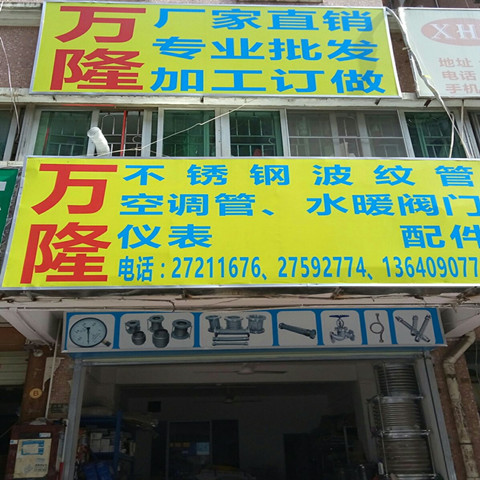 万隆
厂家直销
专业批发
加工订做
XH
地址
电话
手机
万隆
不锈钢波纹管
空调管、水暖阀门
仪表 配件
电话：27211676、27592774、136409077